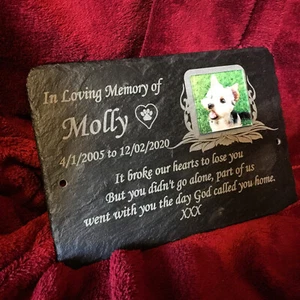 In Loving Memory of
Molly
4/1/2005 to 12/02/2020
It broke our hearts to lose you
But you didn't go alone, part of us
went with you the day God called you home.
XXX